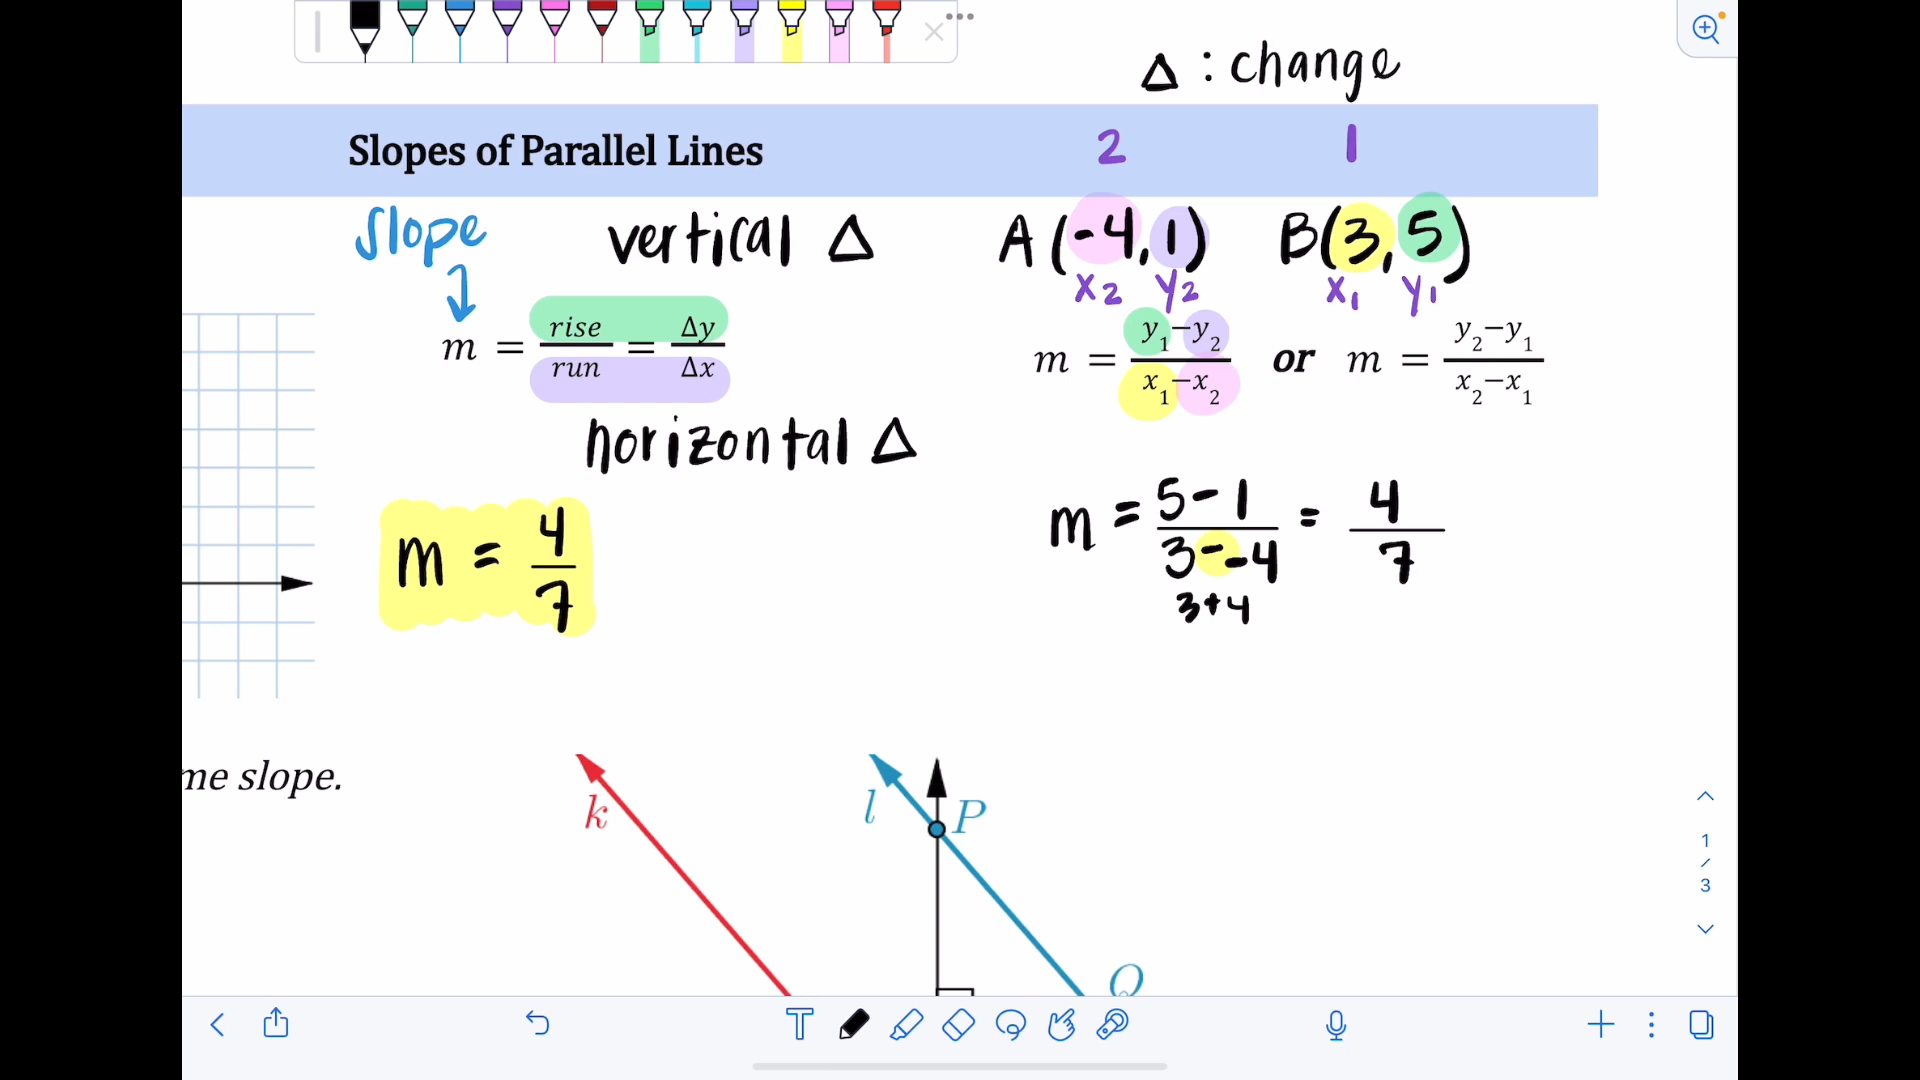 Δ : change
Slopes of Parallel Lines 2 1
slope vertical Δ A (-4, 1) B(3, 5)
x₂ y₂ x₁ y₁
m = rise/run = Δy/Δx
m = y₁−y₂/x₁−x₂ or m = y₂−y₁/x₂−x₁
horizontal Δ
m = 4/7
m = 5-1/3--4 = 4/7
3+4
me slope.
k l P
Q
1
/
3
T